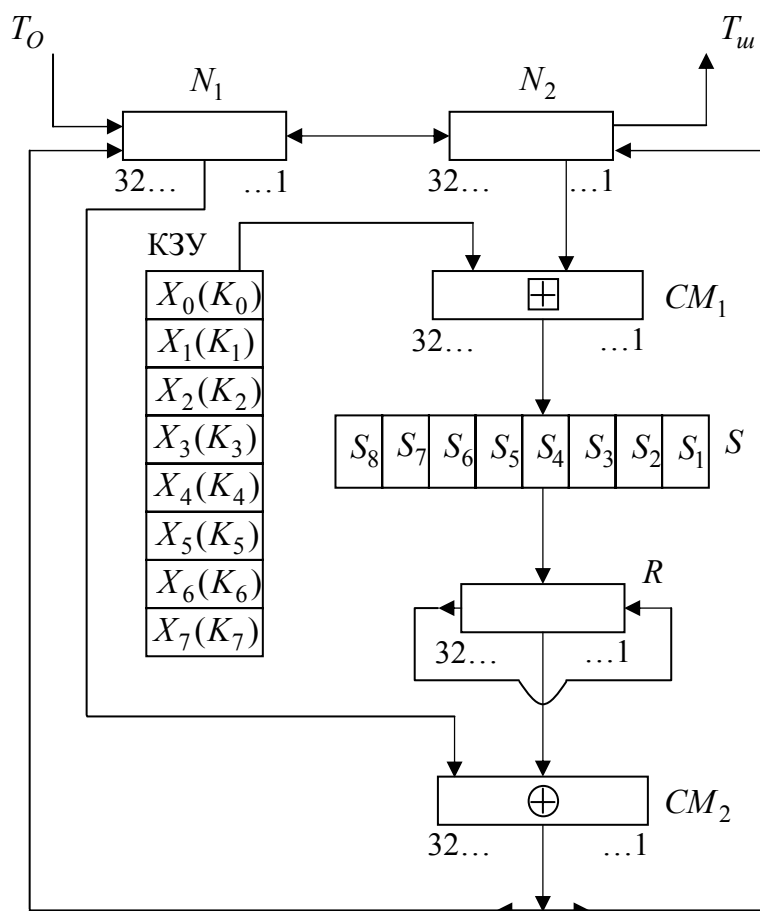 T_O T_ш
N_1 N_2
32... ...1 32... ...1
КЗУ
X_0(K_0)
CM_1
32... ...1
X_1(K_1)
X_2(K_2)
X_3(K_3)
S_8 S_7 S_6 S_5 S_4 S_3 S_2 S_1 S
X_4(K_4)
X_5(K_5)
X_6(K_6)
R
X_7(K_7)
32... ...1
CM_2
32... ...1